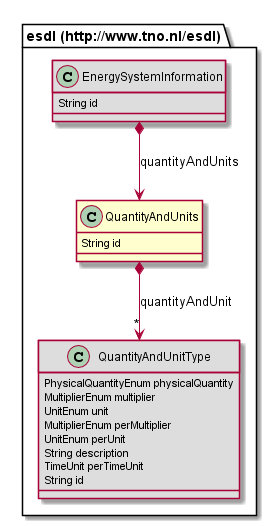 esdl (http://www.tno.nl/esdl)
C EnergySystemInformation
String id
quantityAndUnits
C QuantityAndUnits
String id
quantityAndUnit
*
C QuantityAndUnitType
PhysicalQuantityEnum physicalQuantity
MultiplierEnum multiplier
UnitEnum unit
MultiplierEnum perMultiplier
UnitEnum perUnit
String description
TimeUnit perTimeUnit
String id